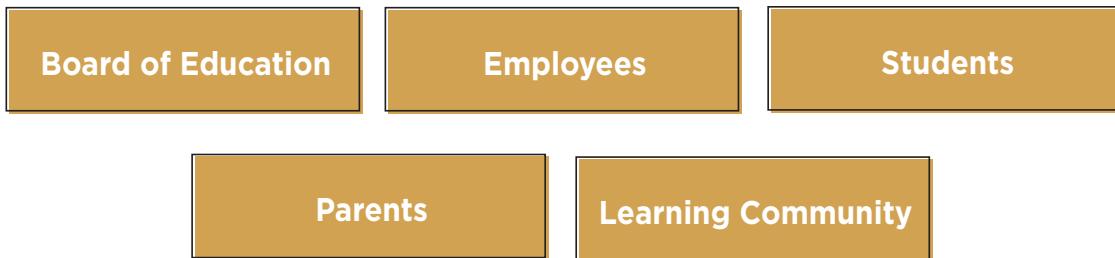 Board of Education
Employees
Students
Parents
Learning Community